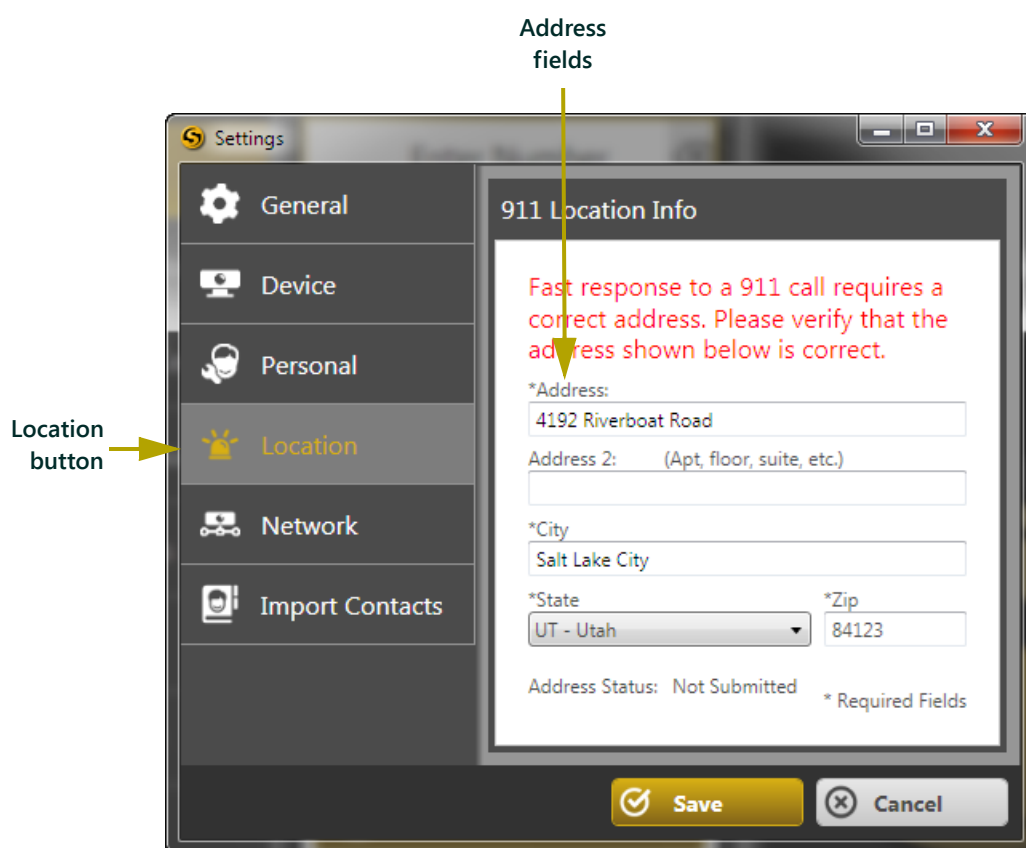 Address
fields
Settings
General
Device
Personal
Location
button
Location
Network
Import Contacts
911 Location Info
Fast response to a 911 call requires a
correct address. Please verify that the
address shown below is correct.
*Address:
4192 Riverboat Road
Address 2: (Apt, floor, suite, etc.)
*City
Salt Lake City
*State *Zip
UT - Utah 84123
Address Status: Not Submitted
* Required Fields
Save Cancel